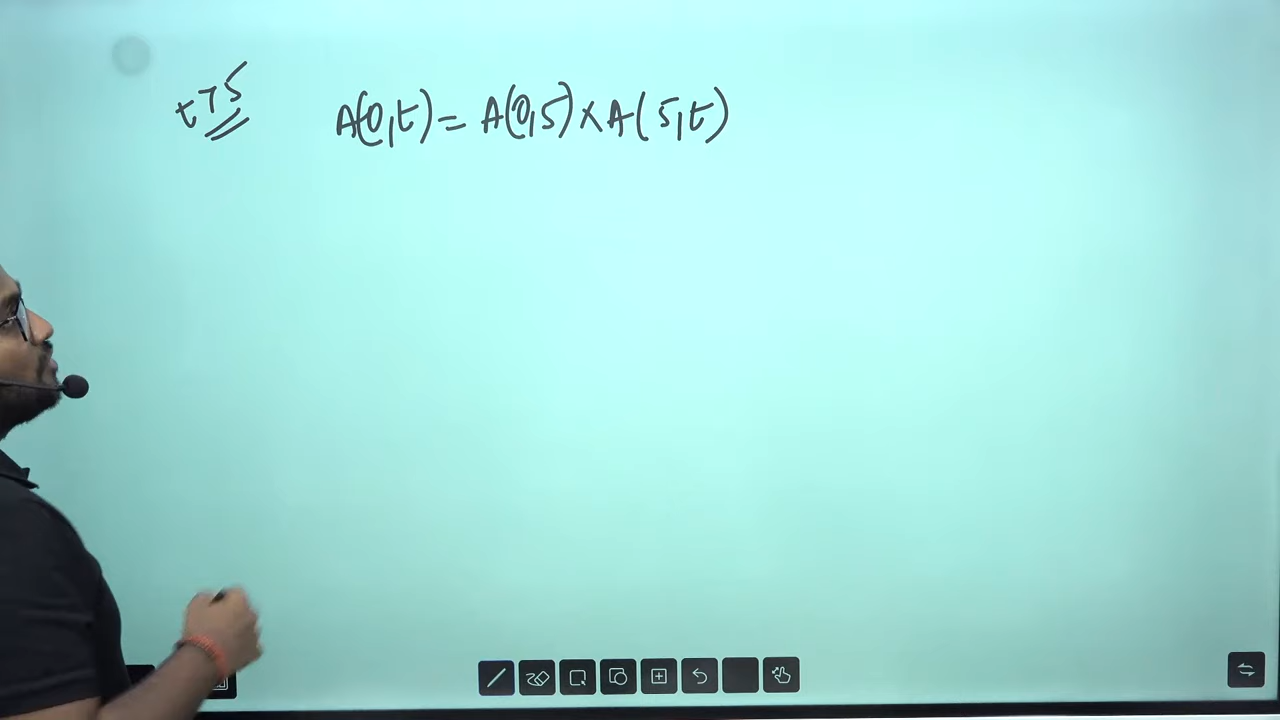 t>5 A(0,t) = A(0,5) × A(5,t)